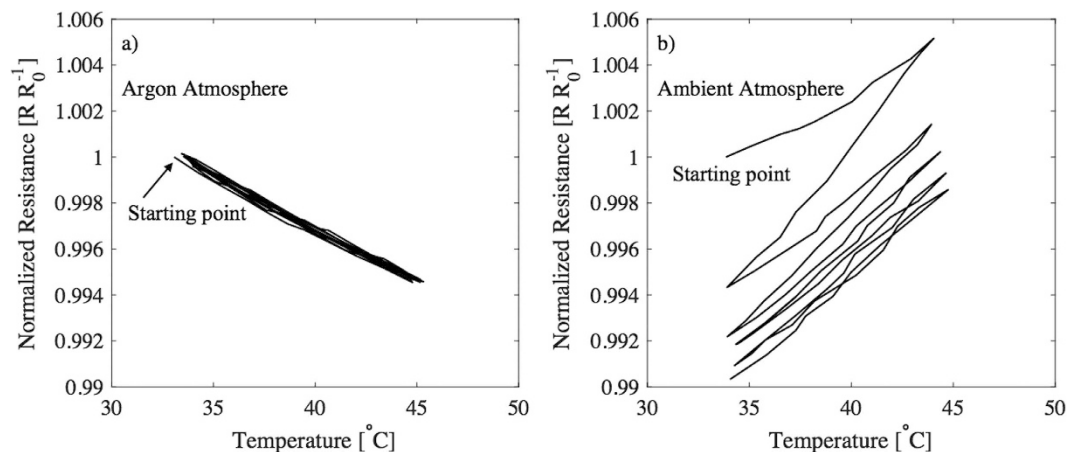 a)
Argon Atmosphere
Starting point
1.006
1.004
1.002
1
0.998
0.996
0.994
0.992
0.99
30
35
40
45
50
Normalized Resistance [R R₀⁻¹]
Temperature [°C]
b)
Ambient Atmosphere
Starting point
1.006
1.004
1.002
1
0.998
0.996
0.994
0.992
0.99
30
35
40
45
50
Normalized Resistance [R R₀⁻¹]
Temperature [°C]